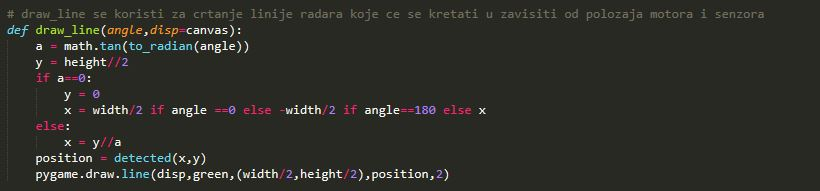 # draw_line se koristi za crtanje linije radara koje ce se kretati u zavisiti od polozaja motora i senzora
def draw_line(angle,disp=canvas):
    a = math.tan(to_radian(angle))
    y = height//2
    if a==0:
        y = 0
        x = width/2 if angle ==0 else -width/2 if angle==180 else x
    else:
        x = y//a
    position = detected(x,y)
    pygame.draw.line(disp,green,(width/2,height/2),position,2)